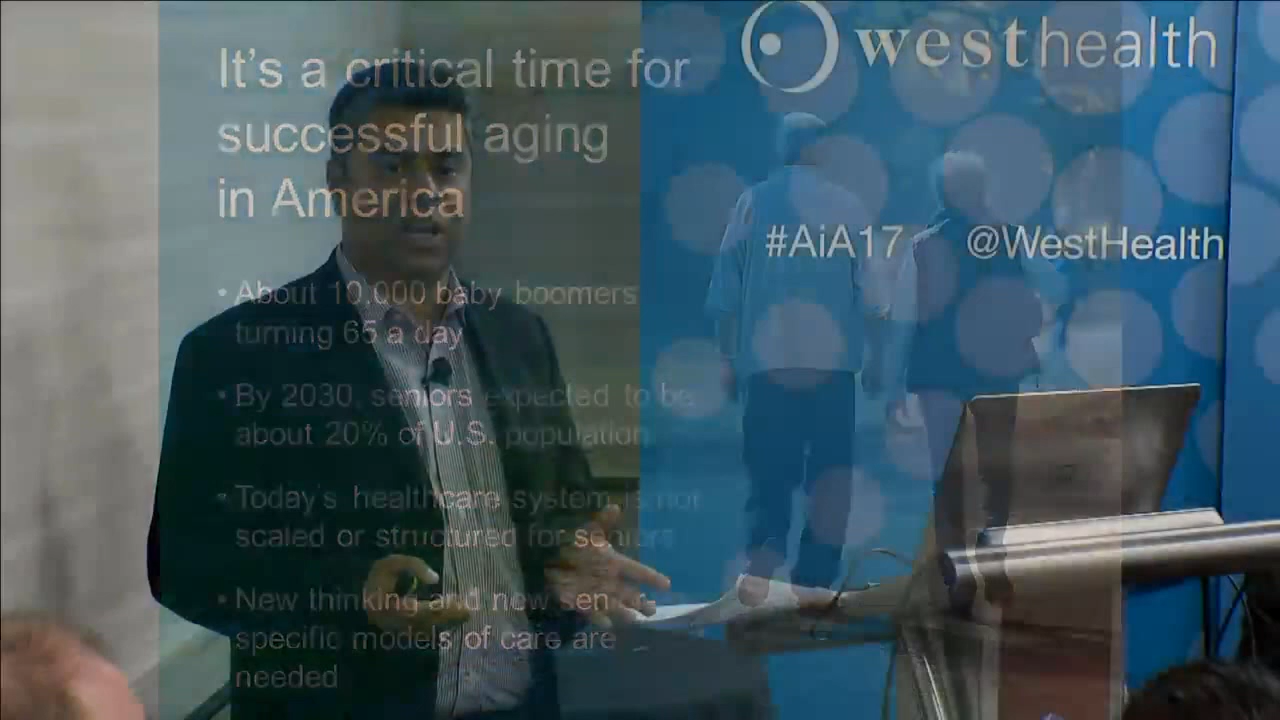 It's a critical time for
successful aging
in America
• About 10,000 baby boomers
turning 65 a day
• By 2030, seniors expected to be
about 20% of U.S. population
• Today's healthcare system is not
scaled or structured for seniors
• New thinking and new
specific models of care are
needed
westhealth
#AiA17 @WestHealth